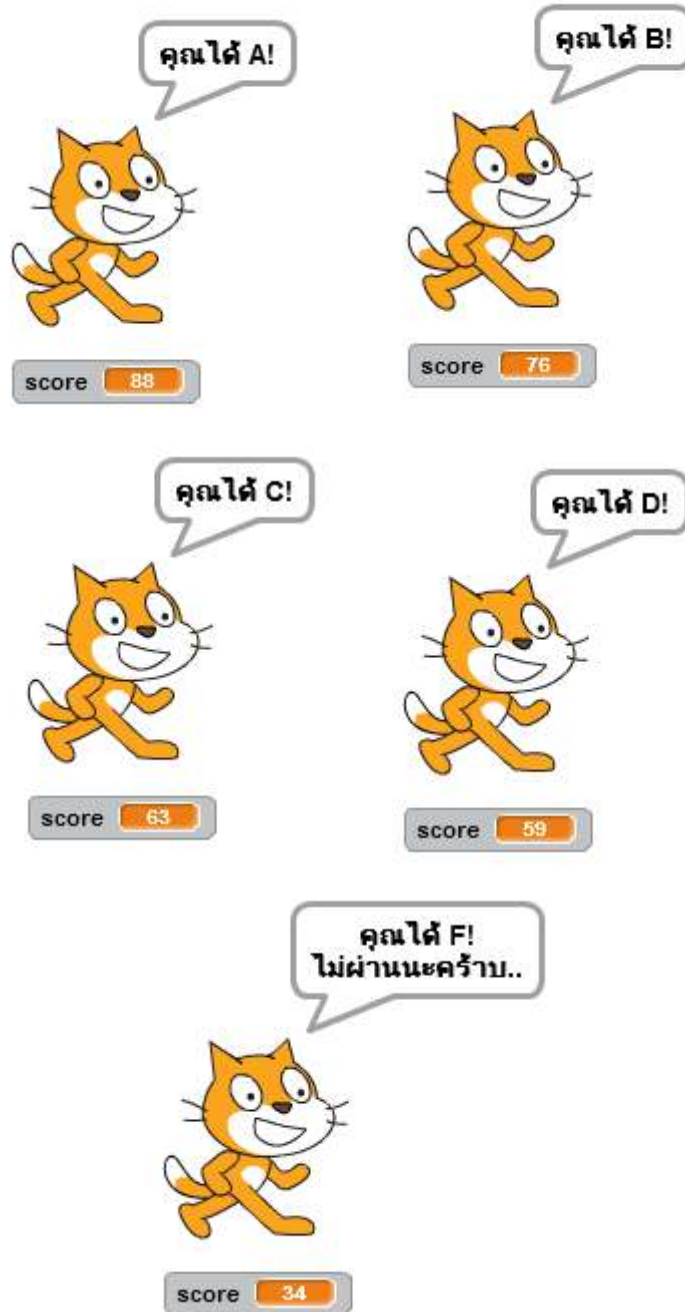 คุณได้ A!
score 88
คุณได้ B!
score 76
คุณได้ C!
score 63
คุณได้ D!
score 59
คุณได้ F!
ไม่ผ่านนะคร้าบ..
score 34